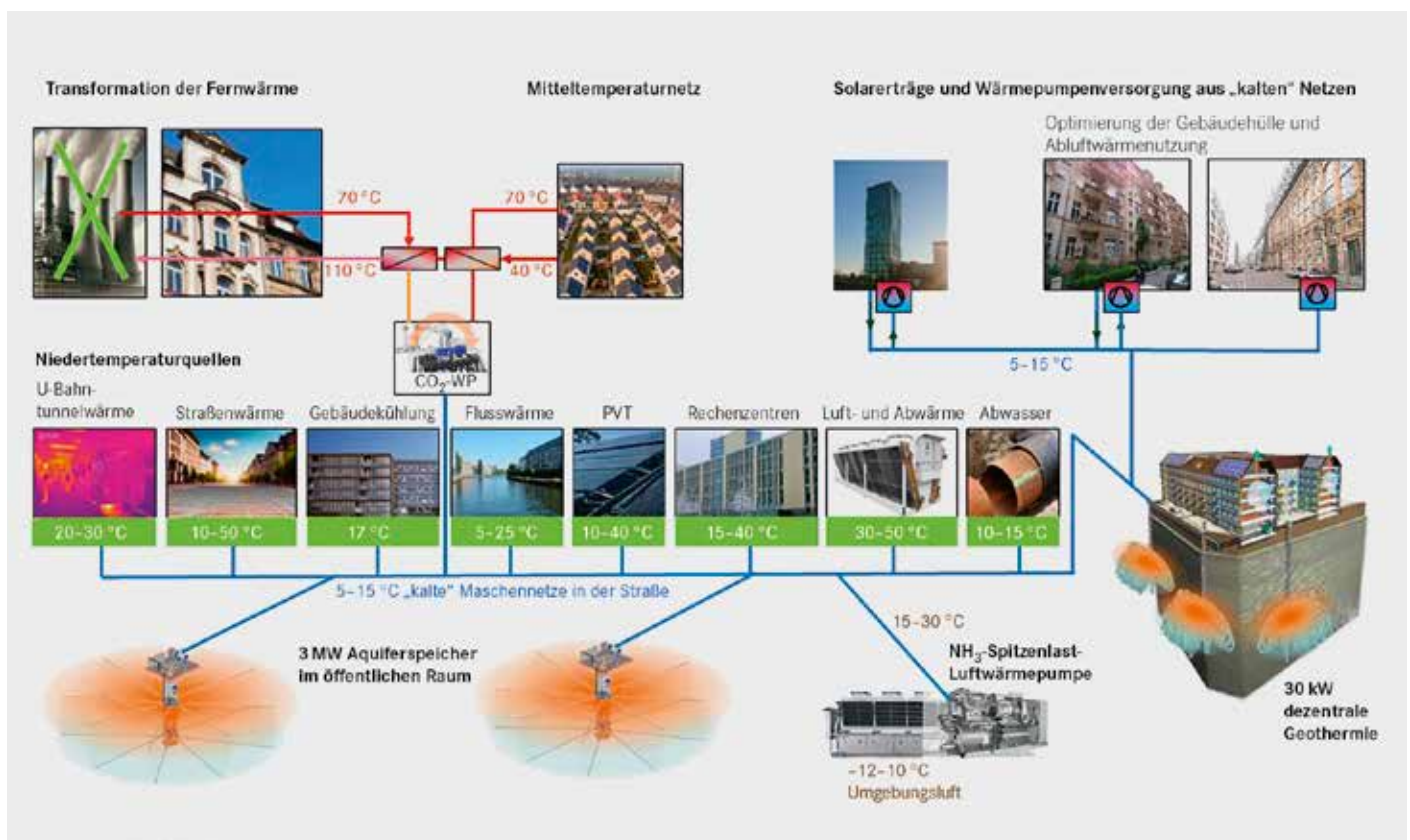 Transformation der Fernwärme
Mitteltemperaturnetz
Solarerträge und Wärmepumpenversorgung aus „kalten“ Netzen
Optimierung der Gebäudehülle und
Abluftwärmenutzung
70 °C
70 °C
110 °C
40 °C
CO₂-WP
5–15 °C
Niedertemperaturquellen
U-Bahn-
tunnelwärme
Straßenwärme
Gebäudekühlung
Flusswärme
PVT
Rechenzentren
Luft- und Abwärme
Abwasser
20–30 °C
10–50 °C
17 °C
5–25 °C
10–40 °C
15–40 °C
30–50 °C
10–15 °C
5–15 °C „kalte“ Maschennetze in der Straße
15–30 °C
3 MW Aquiferspeicher
im öffentlichen Raum
NH₃-Spitzenlast-
Luftwärmepumpe
–12–10 °C
Umgebungsluft
30 kW
dezentrale
Geothermie